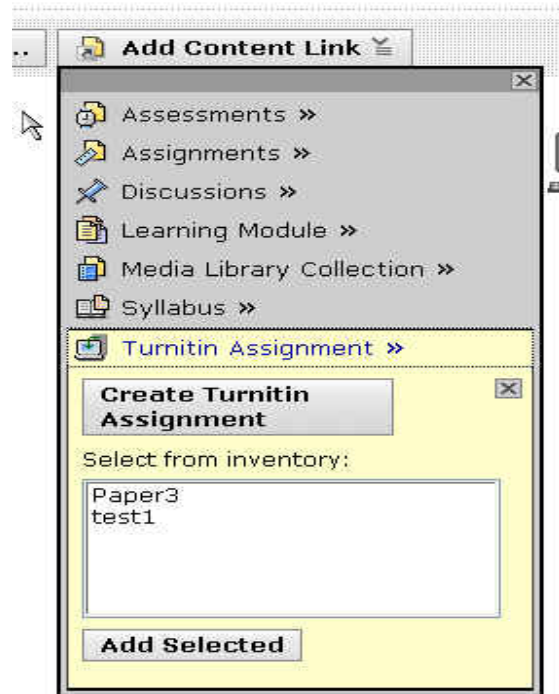 ..
Add Content Link
Assessments »
Assignments »
Discussions »
Learning Module »
Media Library Collection »
Syllabus »
Turnitin Assignment »
Create Turnitin
Assignment
Select from inventory:
Paper3
test1
Add Selected